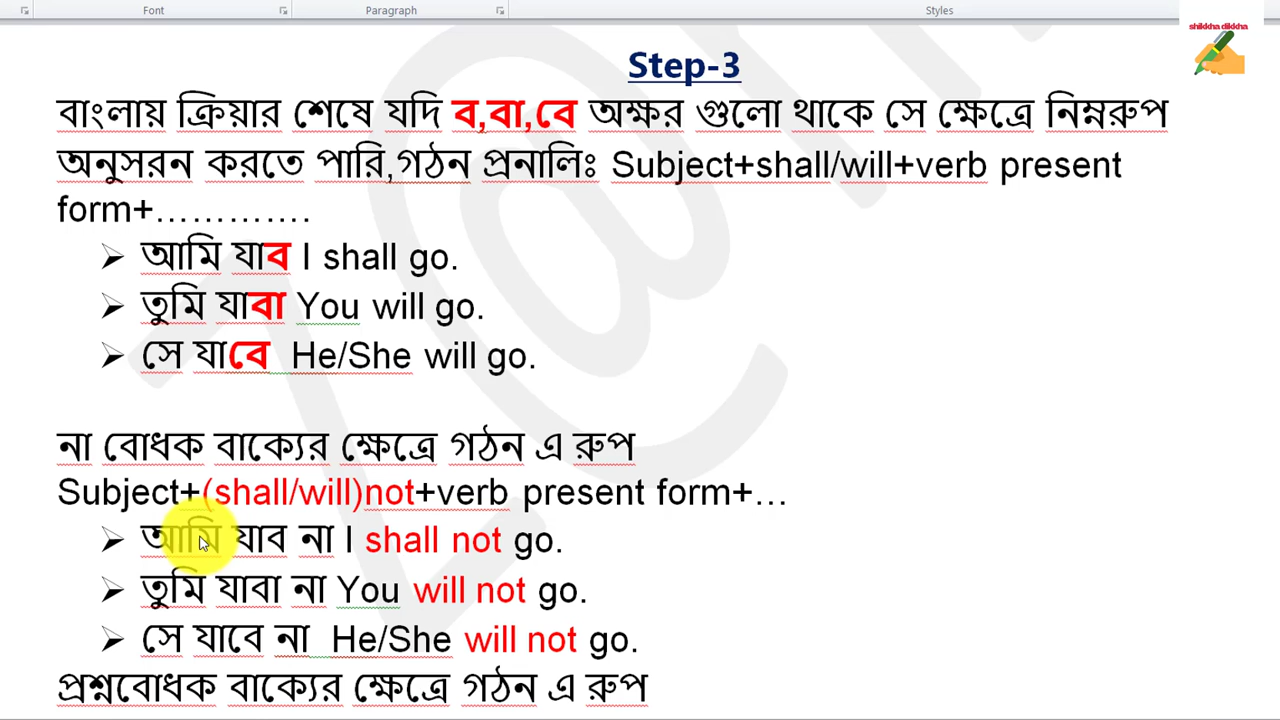 Font
Paragraph
Styles
shikkha dikkha
Step-3
বাংলায় ক্রিয়ার শেষে যদি ব,বা,বে অক্ষর গুলো থাকে সে ক্ষেত্রে নিম্নরুপ
অনুসরন করতে পারি,গঠন প্রনালিঃ Subject+shall/will+verb present
form+………….
➢ আমি যাব I shall go.
➢ তুমি যাবা You will go.
➢ সে যাবে He/She will go.
না বোধক বাক্যের ক্ষেত্রে গঠন এ রুপ
Subject+(shall/will)not+verb present form+…
➢ আমি যাব না I shall not go.
➢ তুমি যাবা না You will not go.
➢ সে যাবে না He/She will not go.
প্রশ্নবোধক বাক্যের ক্ষেত্রে গঠন এ রুপ